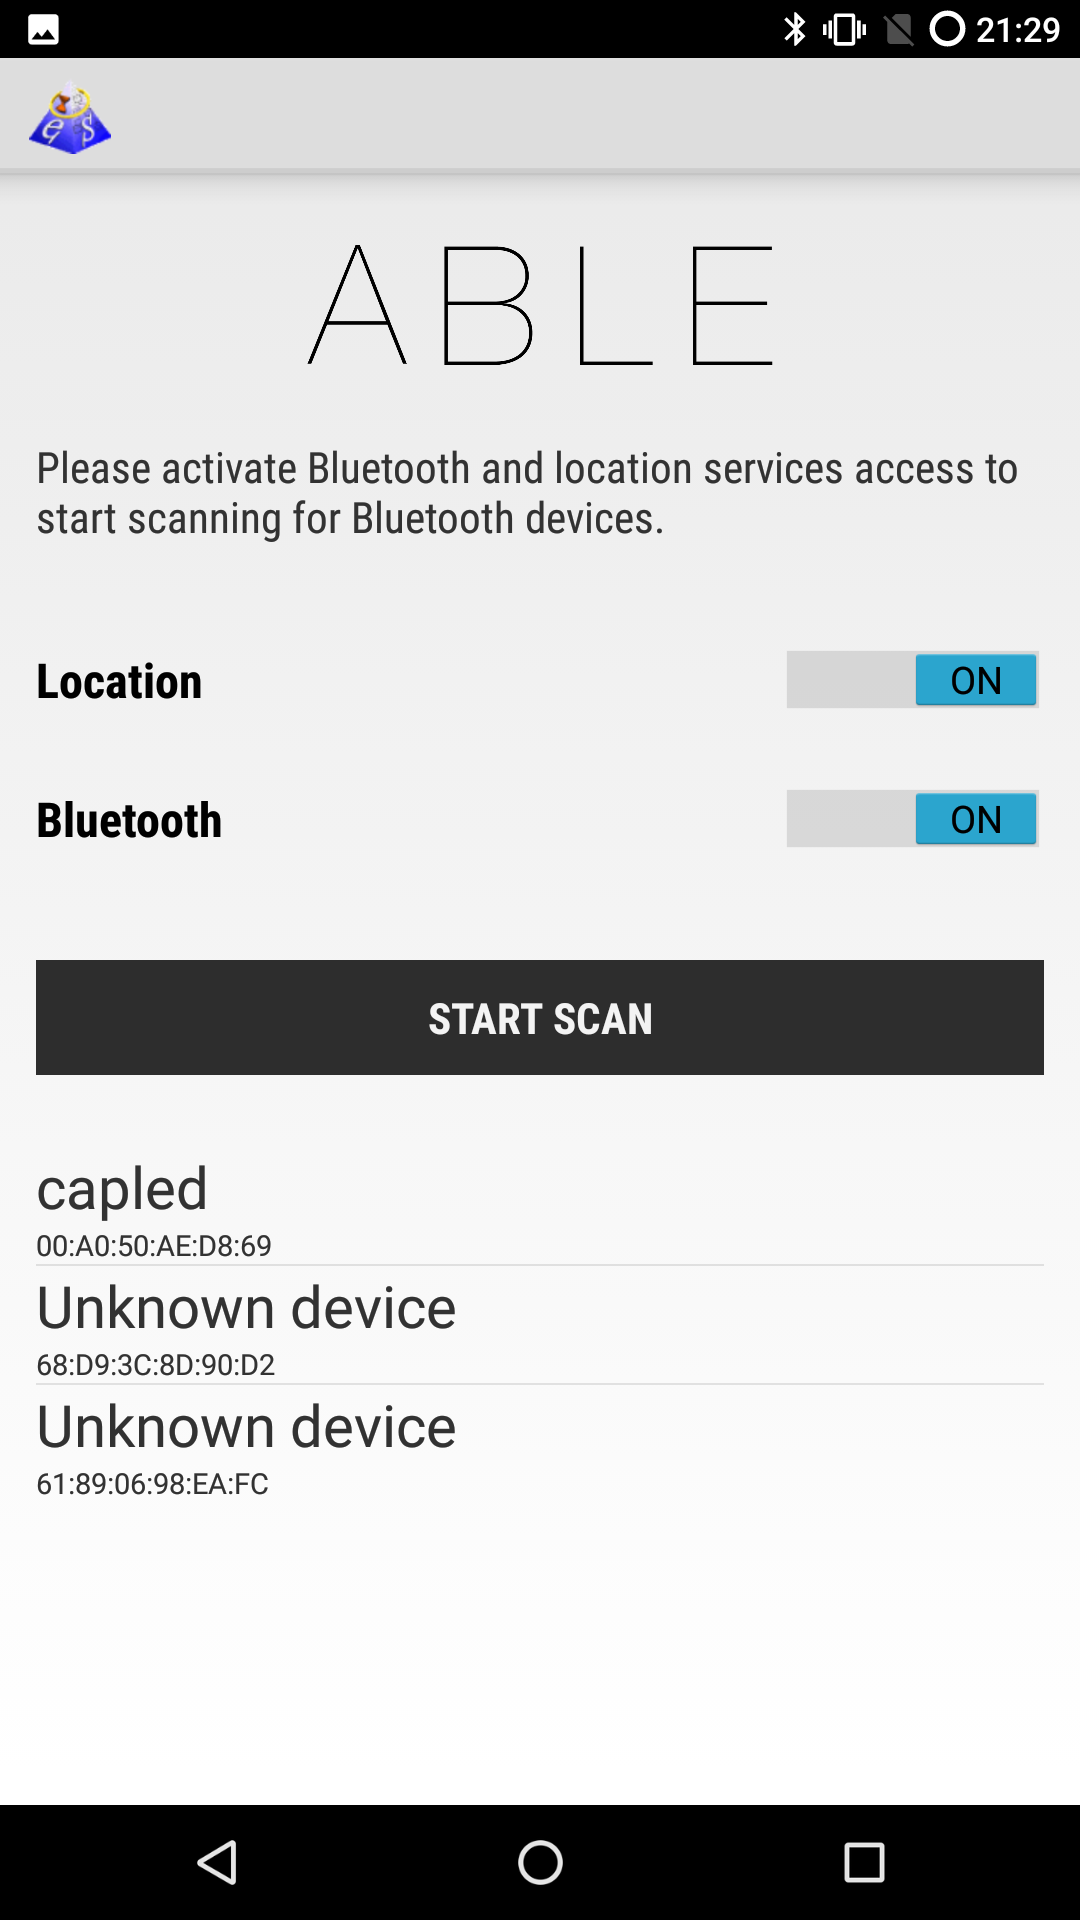 21:29
e S
ABLE
Please activate Bluetooth and location services access to
start scanning for Bluetooth devices.
Location ON
Bluetooth ON
START SCAN
capled
00:A0:50:AE:D8:69
Unknown device
68:D9:3C:8D:90:D2
Unknown device
61:89:06:98:EA:FC